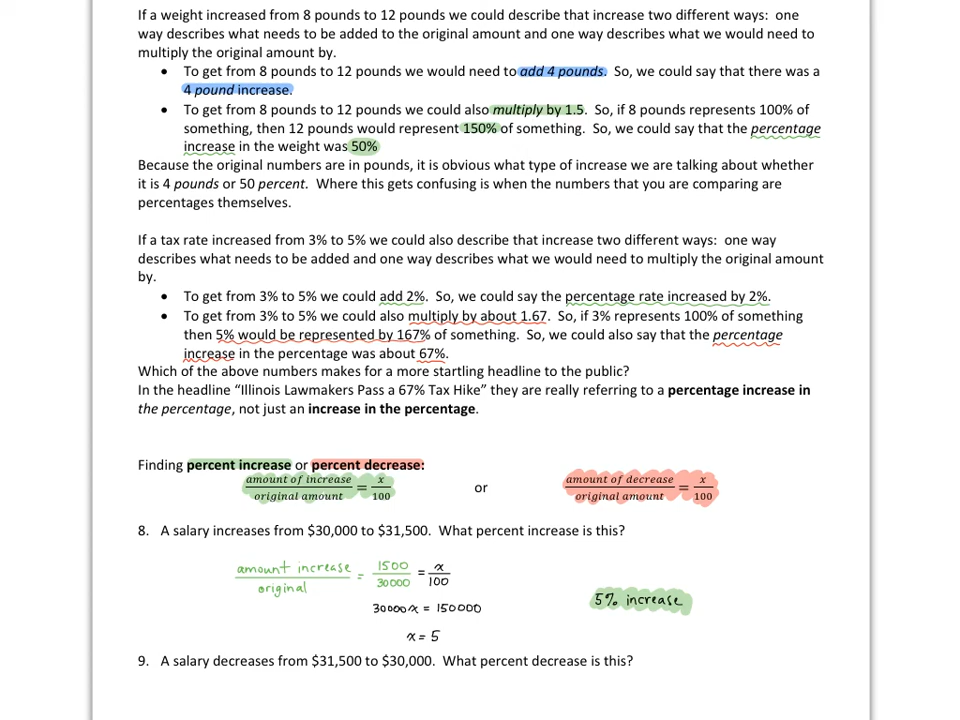 If a weight increased from 8 pounds to 12 pounds we could describe that increase two different ways:  one
way describes what needs to be added to the original amount and one way describes what we would need to
multiply the original amount by.
• To get from 8 pounds to 12 pounds we would need to add 4 pounds.  So, we could say that there was a
4 pound increase.
• To get from 8 pounds to 12 pounds we could also multiply by 1.5.  So, if 8 pounds represents 100% of
something, then 12 pounds would represent 150% of something.  So, we could say that the percentage
increase in the weight was 50%
Because the original numbers are in pounds, it is obvious what type of increase we are talking about whether
it is 4 pounds or 50 percent.  Where this gets confusing is when the numbers that you are comparing are
percentages themselves.
If a tax rate increased from 3% to 5% we could also describe that increase two different ways:  one way
describes what needs to be added and one way describes what we would need to multiply the original amount
by.
• To get from 3% to 5% we could add 2%.  So, we could say the percentage rate increased by 2%.
• To get from 3% to 5% we could also multiply by about 1.67.  So, if 3% represents 100% of something
then 5% would be represented by 167% of something.  So, we could also say that the percentage
increase in the percentage was about 67%.
Which of the above numbers makes for a more startling headline to the public?
In the headline “Illinois Lawmakers Pass a 67% Tax Hike” they are really referring to a percentage increase in
the percentage, not just an increase in the percentage.
Finding percent increase or percent decrease:
amount of increase / original amount = x / 100 or amount of decrease / original amount = x / 100
8. A salary increases from $30,000 to $31,500.  What percent increase is this?
amount increase / original = 1500 / 30000 = x / 100
5% increase
30000x = 150000
x = 5
9. A salary decreases from $31,500 to $30,000.  What percent decrease is this?